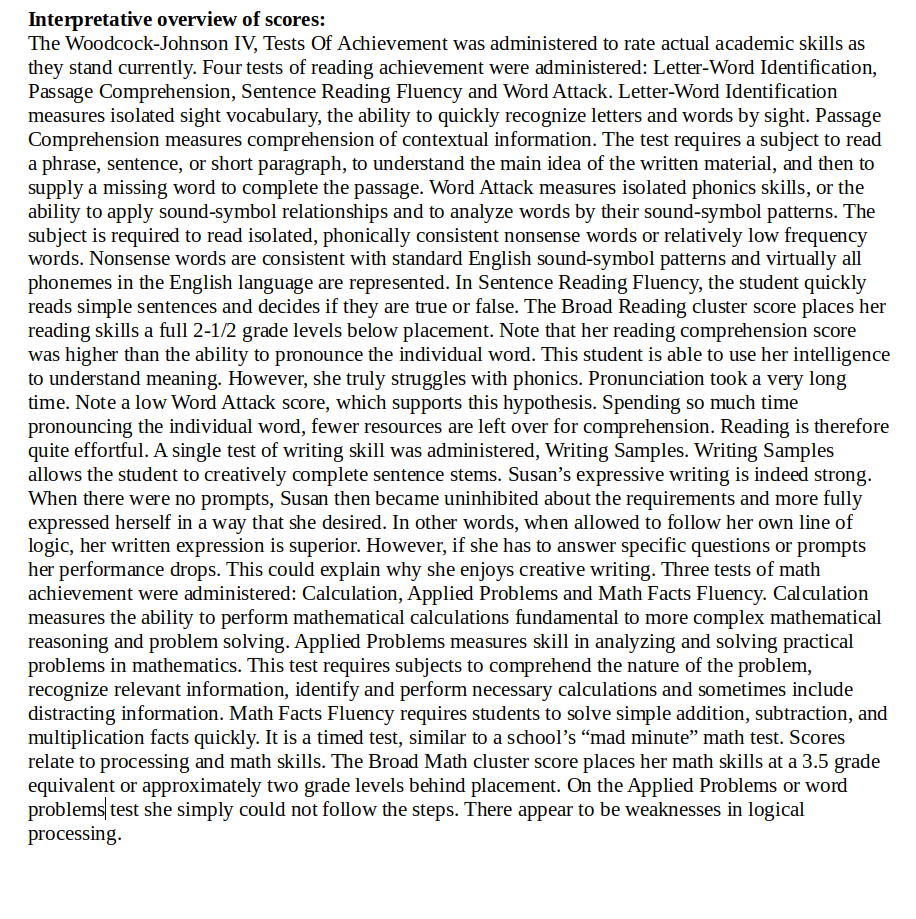 Interpretative overview of scores:
The Woodcock-Johnson IV, Tests Of Achievement was administered to rate actual academic skills as
they stand currently. Four tests of reading achievement were administered: Letter-Word Identification,
Passage Comprehension, Sentence Reading Fluency and Word Attack. Letter-Word Identification
measures isolated sight vocabulary, the ability to quickly recognize letters and words by sight. Passage
Comprehension measures comprehension of contextual information. The test requires a subject to read
a phrase, sentence, or short paragraph, to understand the main idea of the written material, and then to
supply a missing word to complete the passage. Word Attack measures isolated phonics skills, or the
ability to apply sound-symbol relationships and to analyze words by their sound-symbol patterns. The
subject is required to read isolated, phonically consistent nonsense words or relatively low frequency
words. Nonsense words are consistent with standard English sound-symbol patterns and virtually all
phonemes in the English language are represented. In Sentence Reading Fluency, the student quickly
reads simple sentences and decides if they are true or false. The Broad Reading cluster score places her
reading skills a full 2-1/2 grade levels below placement. Note that her reading comprehension score
was higher than the ability to pronounce the individual word. This student is able to use her intelligence
to understand meaning. However, she truly struggles with phonics. Pronunciation took a very long
time. Note a low Word Attack score, which supports this hypothesis. Spending so much time
pronouncing the individual word, fewer resources are left over for comprehension. Reading is therefore
quite effortful. A single test of writing skill was administered, Writing Samples. Writing Samples
allows the student to creatively complete sentence stems. Susan’s expressive writing is indeed strong.
When there were no prompts, Susan then became uninhibited about the requirements and more fully
expressed herself in a way that she desired. In other words, when allowed to follow her own line of
logic, her written expression is superior. However, if she has to answer specific questions or prompts
her performance drops. This could explain why she enjoys creative writing. Three tests of math
achievement were administered: Calculation, Applied Problems and Math Facts Fluency. Calculation
measures the ability to perform mathematical calculations fundamental to more complex mathematical
reasoning and problem solving. Applied Problems measures skill in analyzing and solving practical
problems in mathematics. This test requires subjects to comprehend the nature of the problem,
recognize relevant information, identify and perform necessary calculations and sometimes include
distracting information. Math Facts Fluency requires students to solve simple addition, subtraction, and
multiplication facts quickly. It is a timed test, similar to a school’s “mad minute” math test. Scores
relate to processing and math skills. The Broad Math cluster score places her math skills at a 3.5 grade
equivalent or approximately two grade levels behind placement. On the Applied Problems or word
problems test she simply could not follow the steps. There appear to be weaknesses in logical
processing.